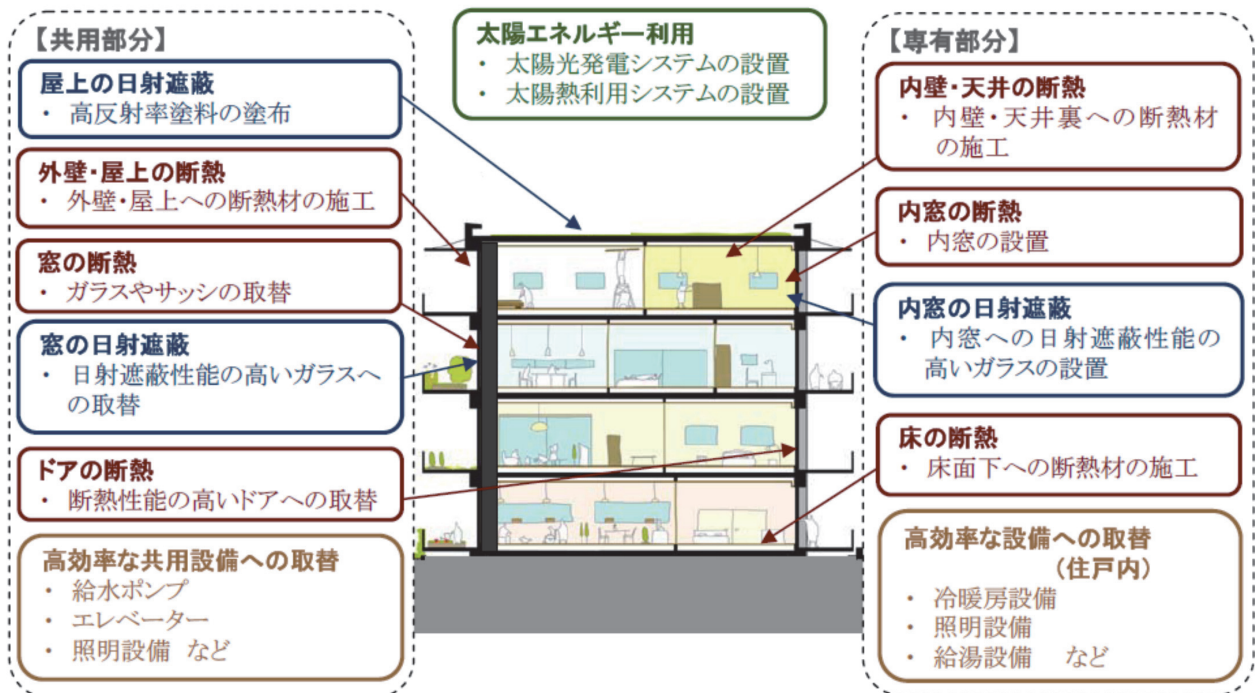 【共用部分】
屋上の日射遮蔽
・ 高反射率塗料の塗布
外壁・屋上の断熱
・ 外壁・屋上への断熱材の施工
窓の断熱
・ ガラスやサッシの取替
窓の日射遮蔽
・ 日射遮蔽性能の高いガラスへ
の取替
ドアの断熱
・ 断熱性能の高いドアへの取替
高効率な共用設備への取替
・ 給水ポンプ
・ エレベーター
・ 照明設備 など
太陽エネルギー利用
・ 太陽光発電システムの設置
・ 太陽熱利用システムの設置
【専有部分】
内壁・天井の断熱
・ 内壁・天井裏への断熱材
の施工
内窓の断熱
・ 内窓の設置
内窓の日射遮蔽
・ 内窓への日射遮蔽性能の
高いガラスの設置
床の断熱
・ 床面下への断熱材の施工
高効率な設備への取替
(住戸内)
・ 冷暖房設備
・ 照明設備
・ 給湯設備 など